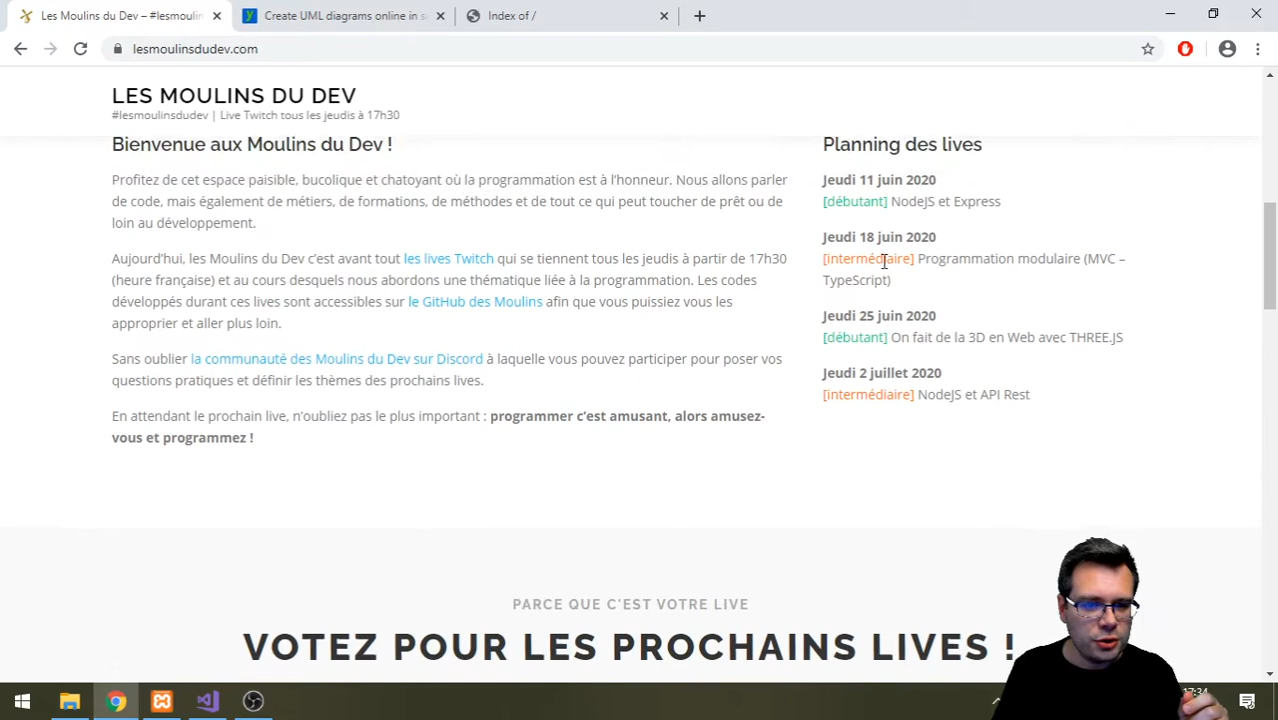 Les Moulins du Dev – #lesmoulin
Create UML diagrams online in s
Index of /
lesmoulinsdudev.com
LES MOULINS DU DEV
#lesmoulinsdudev | Live Twitch tous les jeudis à 17h30
Bienvenue aux Moulins du Dev !
Profitez de cet espace paisible, bucolique et chatoyant où la programmation est à l'honneur. Nous allons parler
de code, mais également de métiers, de formations, de méthodes et de tout ce qui peut toucher de prêt ou de
loin au développement.
Aujourd'hui, les Moulins du Dev c'est avant tout les lives Twitch qui se tiennent tous les jeudis à partir de 17h30
(heure française) et au cours desquels nous abordons une thématique liée à la programmation. Les codes
développés durant ces lives sont accessibles sur le GitHub des Moulins afin que vous puissiez vous les
approprier et aller plus loin.
Sans oublier la communauté des Moulins du Dev sur Discord à laquelle vous pouvez participer pour poser vos
questions pratiques et définir les thèmes des prochains lives.
En attendant le prochain live, n'oubliez pas le plus important : programmer c'est amusant, alors amusez-
vous et programmez !
Planning des lives
Jeudi 11 juin 2020
[débutant] NodeJS et Express
Jeudi 18 juin 2020
[intermédiaire] Programmation modulaire (MVC –
TypeScript)
Jeudi 25 juin 2020
[débutant] On fait de la 3D en Web avec THREE.JS
Jeudi 2 juillet 2020
[intermédiaire] NodeJS et API Rest
PARCE QUE C'EST VOTRE LIVE
VOTEZ POUR LES PROCHAINS LIVES !
17:34